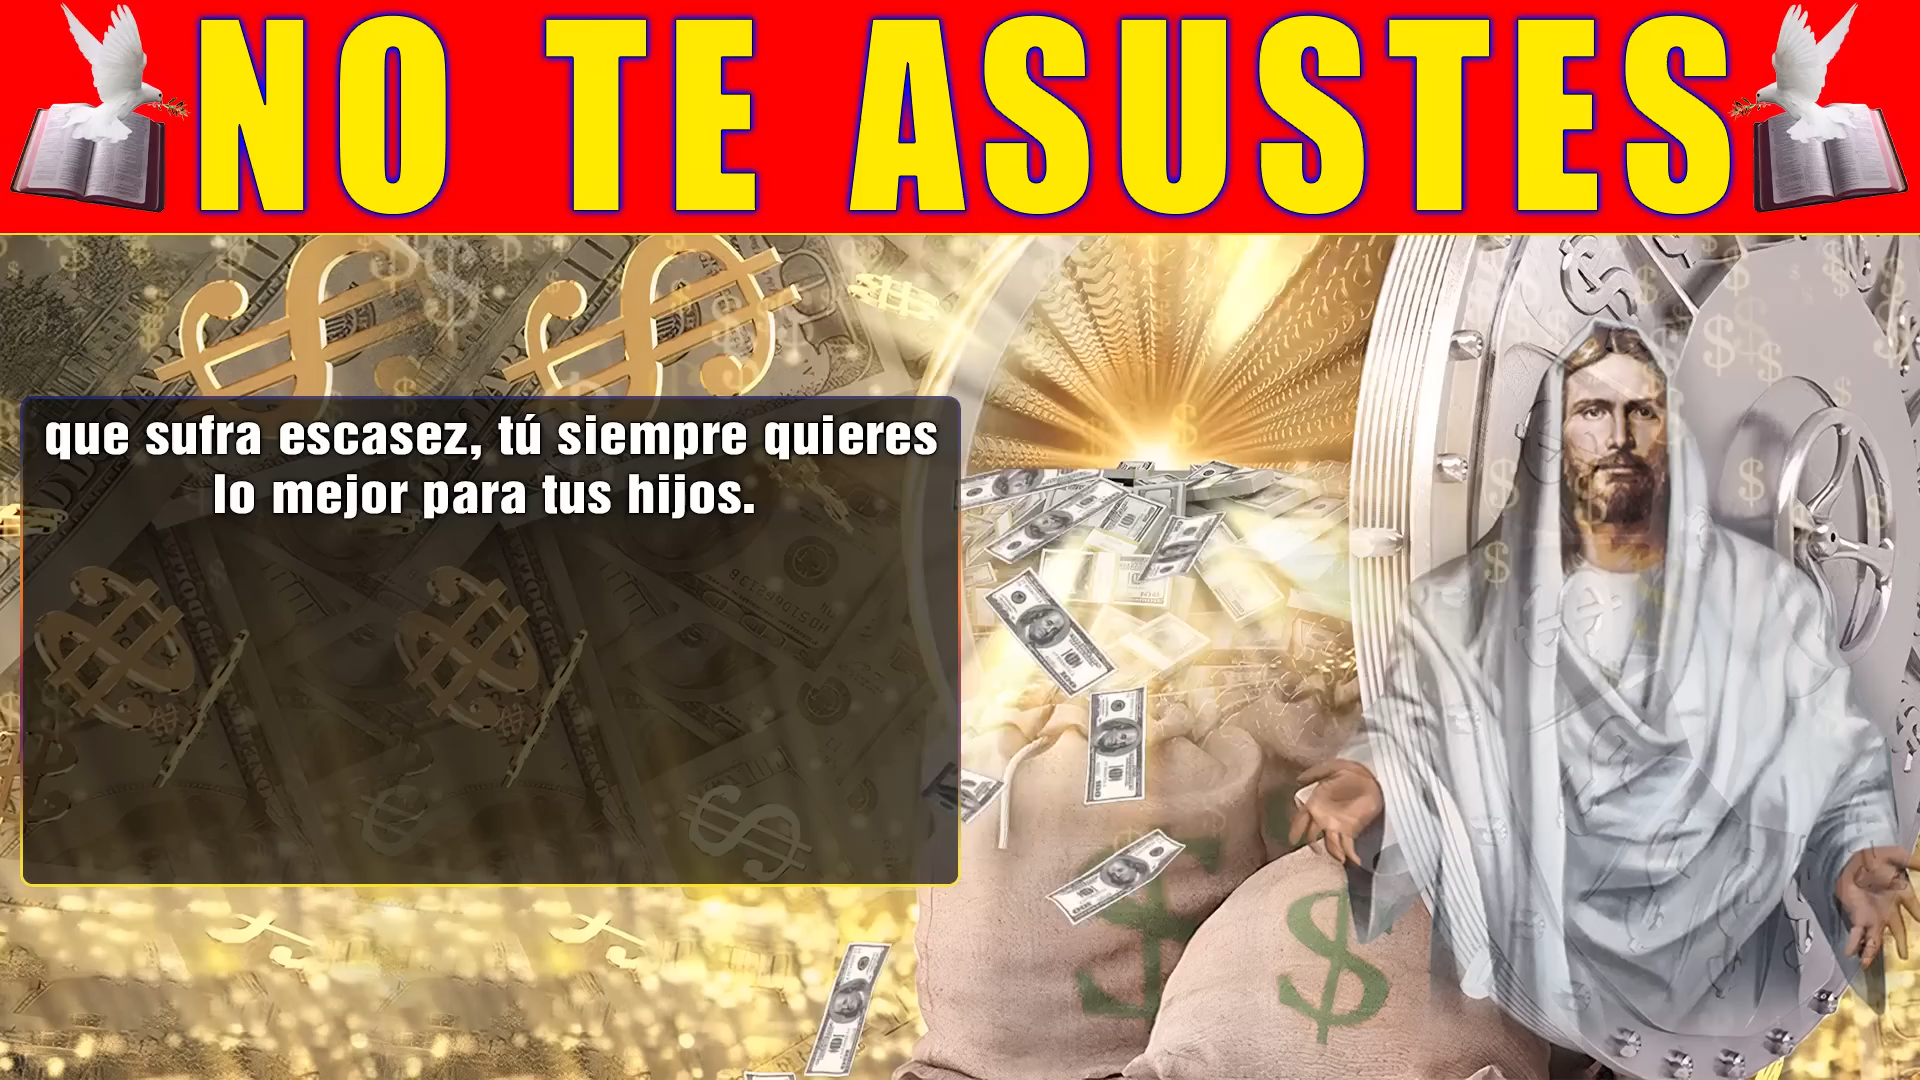 NO TE ASUSTES
que sufra escasez, tú siempre quieres
lo mejor para tus hijos.